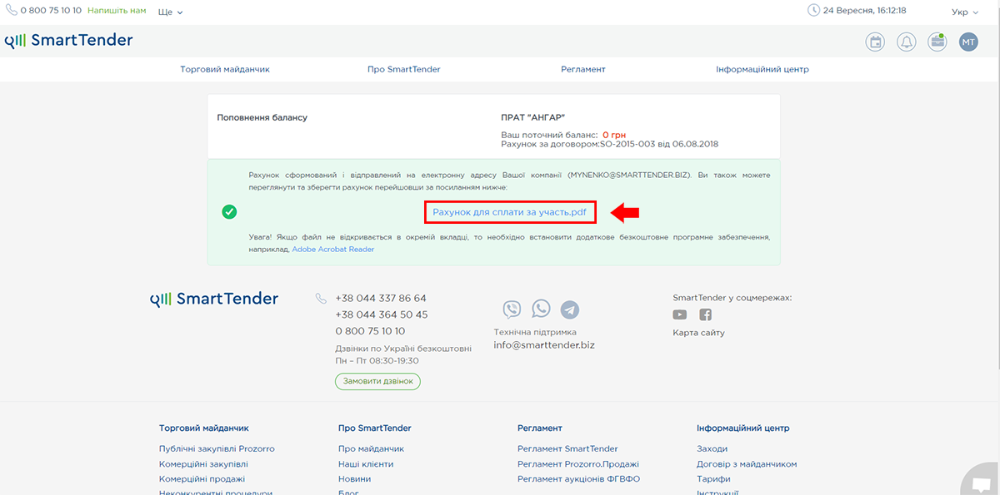 0 800 75 10 10 Напишіть нам Ще
24 Вересня, 16:12:18 Укр
SmartTender
MT
Торговий майданчик Про SmartTender Регламент Інформаційний центр
Поповнення балансу
ПРАТ "АНГАР"
Ваш поточний баланс: 0 грн
Рахунок за договором:SO-2015-003 від 06.08.2018
Рахунок сформований і відправлений на електронну адресу Вашої компанії (MYNENKO@SMARTTENDER.BIZ). Ви також можете
переглянути та зберегти рахунок перейшовши за посиланням нижче:
Рахунок для сплати за участь.pdf
Увага! Якщо файл не відкривається в окремій вкладці, то необхідно встановити додаткове безкоштовне програмне забезпечення,
наприклад, Adobe Acrobat Reader
SmartTender
+38 044 337 86 64
+38 044 364 50 45
0 800 75 10 10
Дзвінки по Україні безкоштовні
Пн – Пт 08:30-19:30
Замовити дзвінок
Технічна підтримка
info@smarttender.biz
SmartTender у соцмережах:
Карта сайту
Торговий майданчик
Публічні закупівлі Prozorro
Комерційні закупівлі
Комерційні продажі
Неконкурентні процедури
Про SmartTender
Про майданчик
Наші клієнти
Новини
Блог
Регламент
Регламент SmartTender
Регламент Prozorro.Продажі
Регламент аукціонів ФГВФО
Інформаційний центр
Заходи
Договір з майданчиком
Тарифи
Інструкції